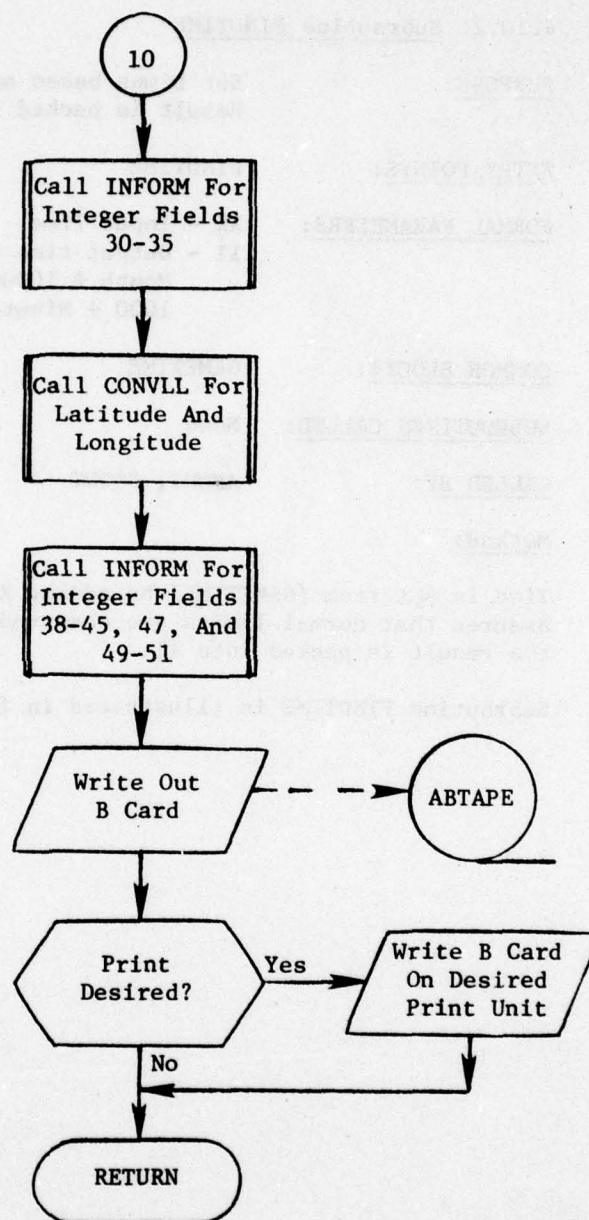 10
Call INFORM For
Integer Fields
30-35
Call CONVLL For
Latitude And
Longitude
Call INFORM For
Integer Fields
38-45, 47, And
49-51
Write Out
B Card
ABTAPE
Print
Desired?
Yes
Write B Card
On Desired
Print Unit
No
RETURN